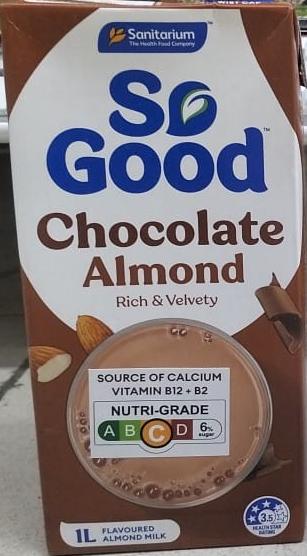 Sanitarium
The Health Food Company
So
Good™
Chocolate
Almond
Rich & Velvety
SOURCE OF CALCIUM
VITAMIN B12 + B2
NUTRI-GRADE
A B C D 6% sugar
3.5
HEALTH STAR
RATING
1L FLAVOURED
ALMOND MILK